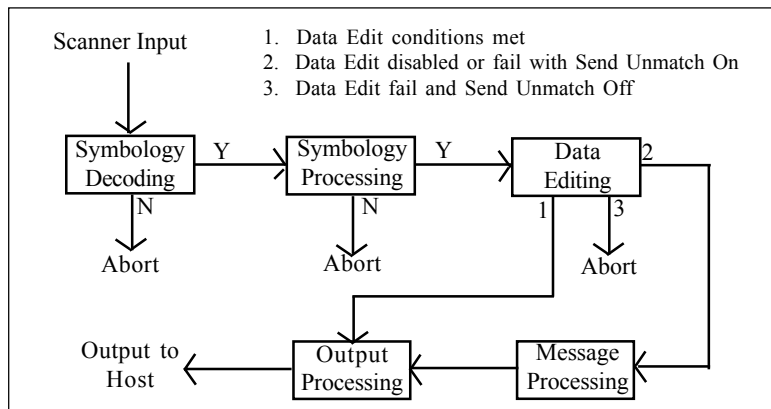 Scanner Input
1. Data Edit conditions met
2. Data Edit disabled or fail with Send Unmatch On
3. Data Edit fail and Send Unmatch Off
Symbology
Decoding
Y
Symbology
Processing
Y
Data
Editing
2
N
N
1
3
Abort
Abort
Abort
Output to
Host
Output
Processing
Message
Processing